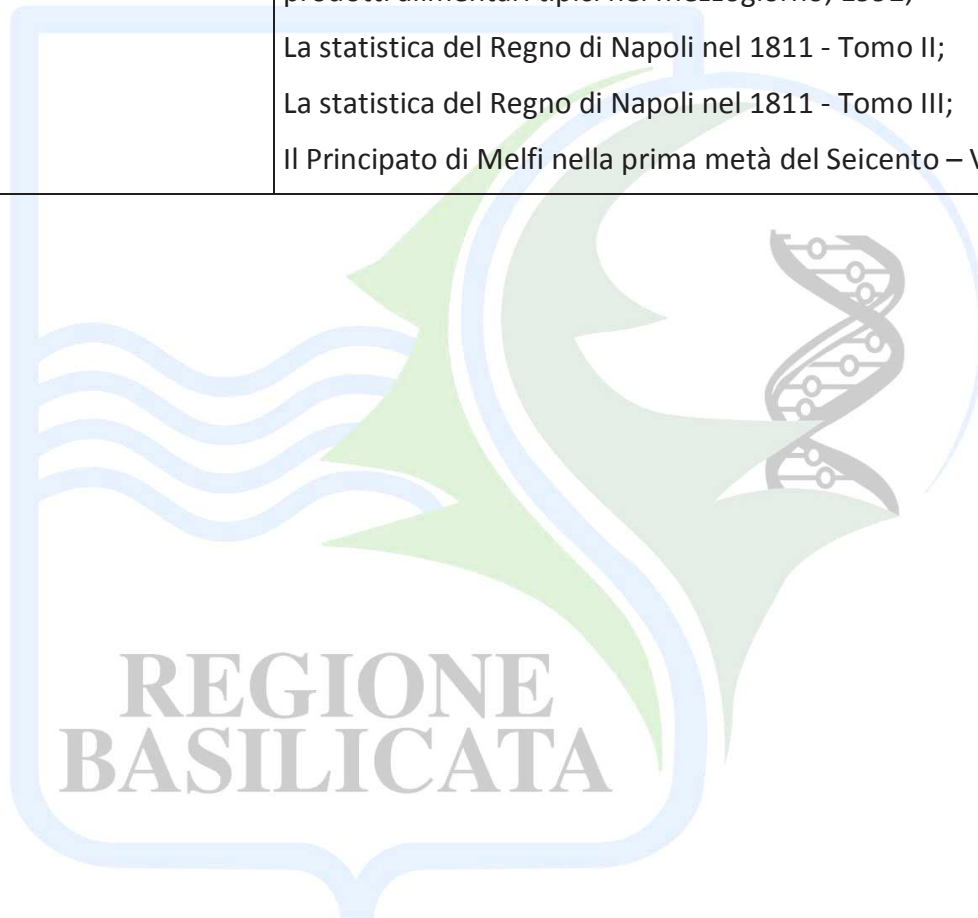 La statistica del Regno di Napoli nel 1811 - Tomo II;
La statistica del Regno di Napoli nel 1811 - Tomo III;
Il Principato di Melfi nella prima metà del Seicento –
REGIONE
BASILICATA